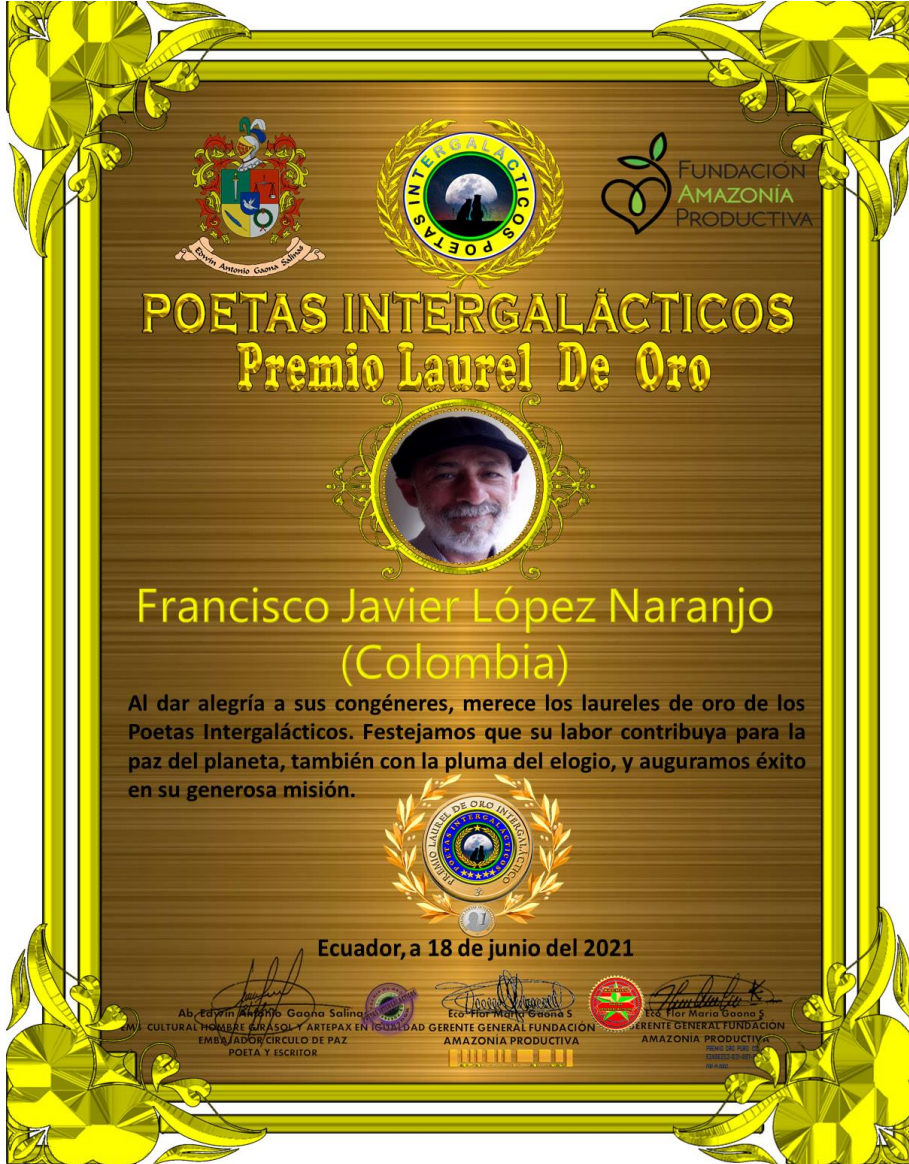 Edwin Antonio Gaona Salinas
POETAS INTERGALÁCTICOS
FUNDACIÓN
AMAZONÍA
PRODUCTIVA
POETAS INTERGALÁCTICOS
Premio Laurel De Oro
Francisco Javier López Naranjo
(Colombia)
Al dar alegría a sus congéneres, merece los laureles de oro de los
Poetas Intergalácticos. Festejamos que su labor contribuya para la
paz del planeta, también con la pluma del elogio, y auguramos éxito
en su generosa misión.
PREMIO LAUREL DE ORO INTERGALÁCTICO
POETAS INTERGALÁCTICOS
Ecuador, a 18 de junio del 2021
Ab. Edwin Antonio Gaona Salinas
CULTURAL HOMBRE GIRASOL Y ARTEPAX EN IGUALDAD
EMBAJADOR CIRCULO DE PAZ
POETA Y ESCRITOR
Eco Flor María Gaona S
GERENTE GENERAL FUNDACIÓN
AMAZONÍA PRODUCTIVA
Eco Flor María Gaona S
GERENTE GENERAL FUNDACIÓN
AMAZONÍA PRODUCTIVA